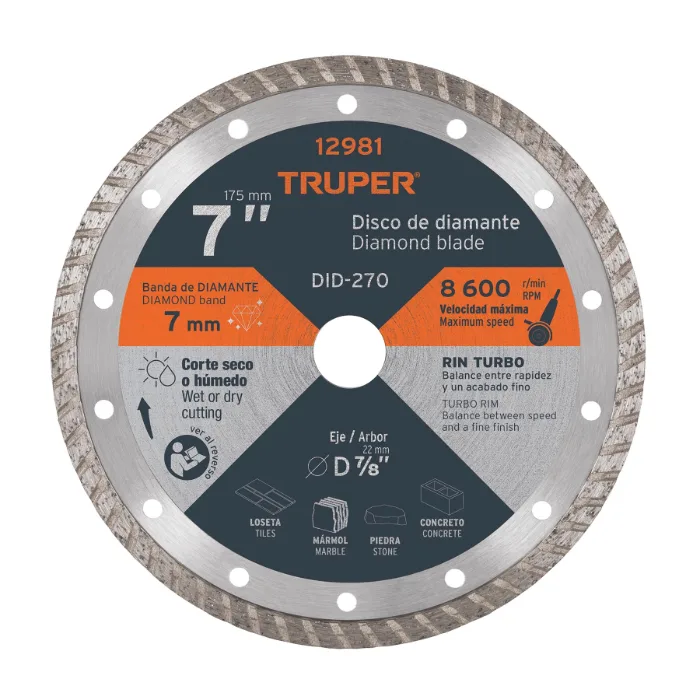 12981
TRUPER®
175 mm
7"
Disco de diamante
Diamond blade
DID-270
Banda de DIAMANTE
DIAMOND band
7 mm
8 600 r/min
RPM
Velocidad máxima
Maximum speed
Corte seco
o húmedo
Wet or dry
cutting
ver al reverso
RIN TURBO
Balance entre rapidez
y un acabado fino
TURBO RIM
Balance between speed
and a fine finish
Eje / Arbor
22 mm
D 7/8"
LOSETA
TILES
MÁRMOL
MARBLE
PIEDRA
STONE
CONCRETO
CONCRETE